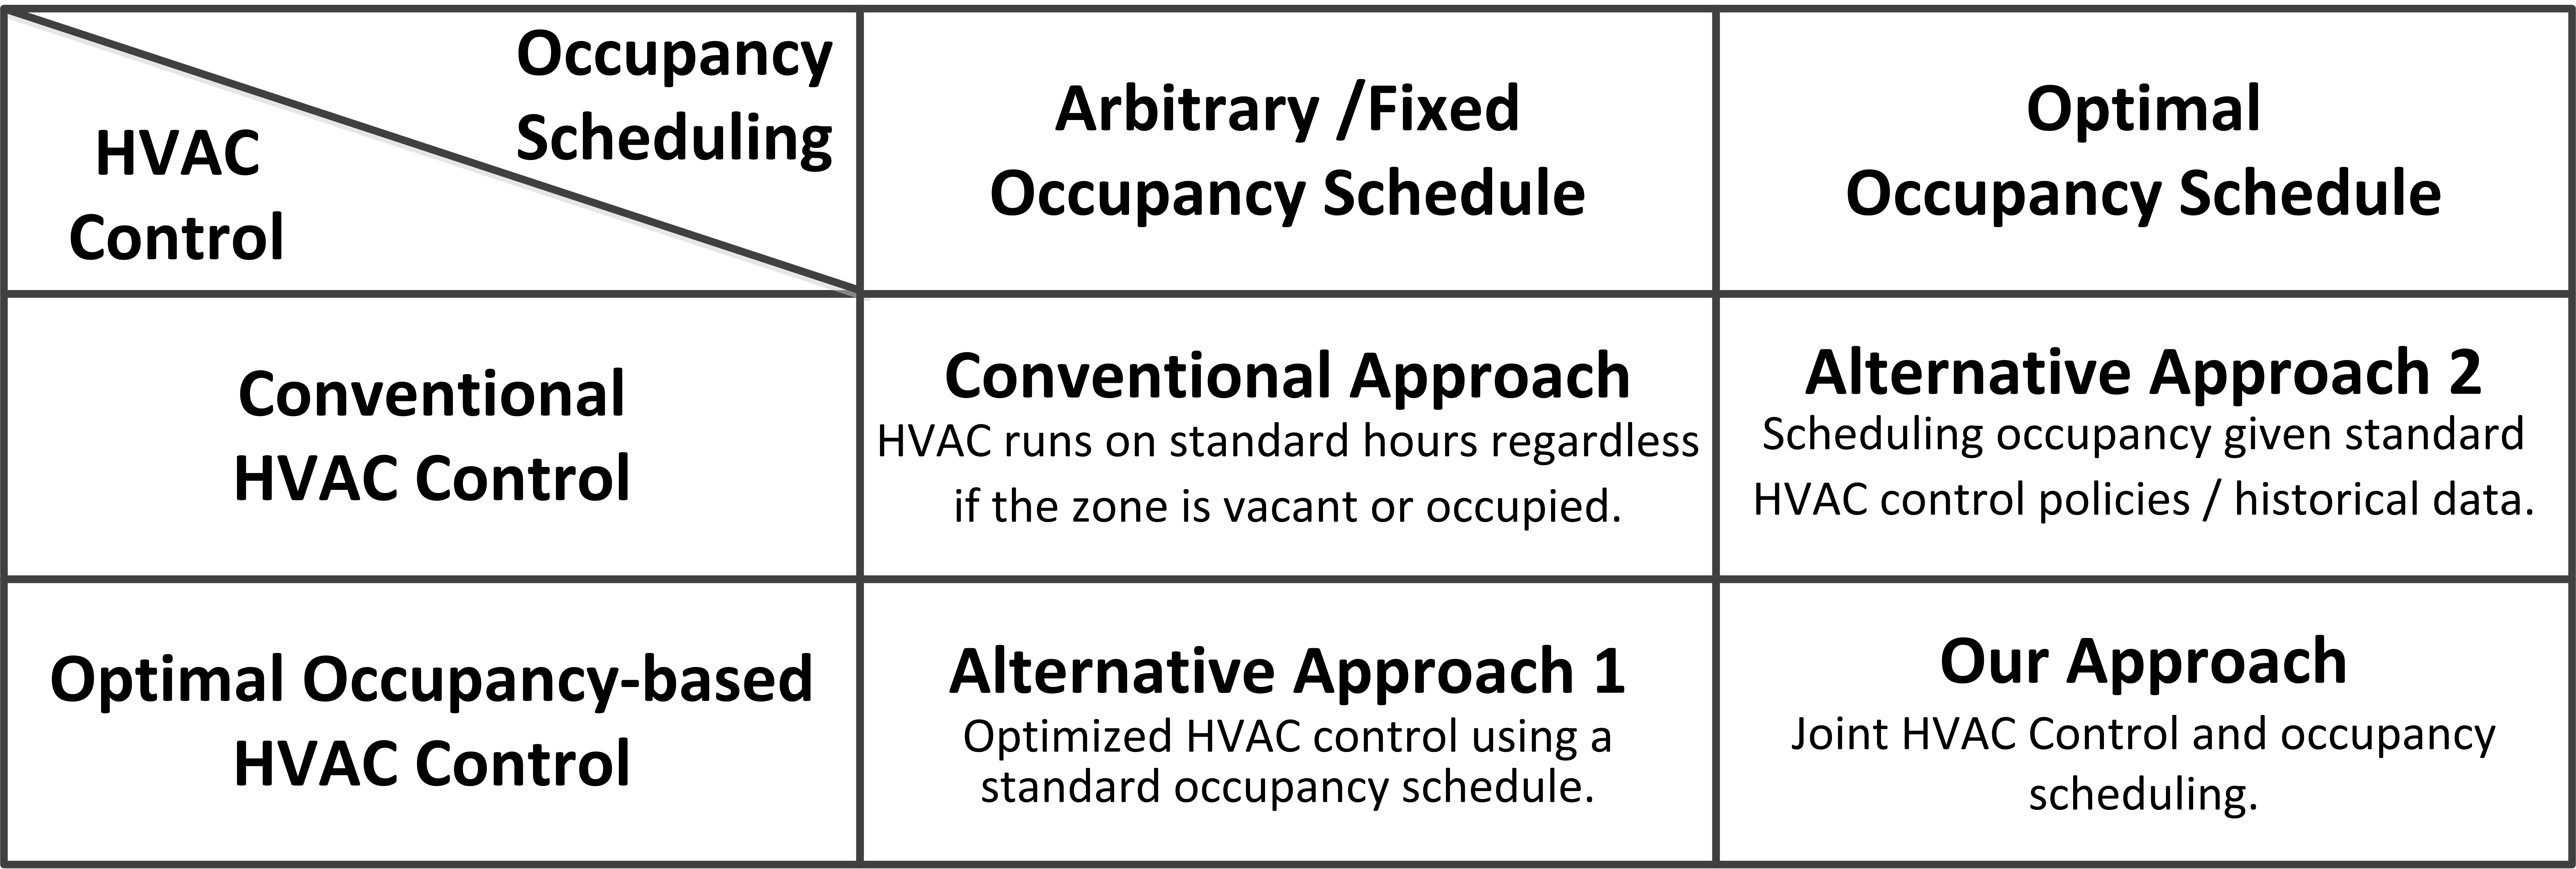 Occupancy
Scheduling
HVAC
Control
Arbitrary /Fixed
Occupancy Schedule
Optimal
Occupancy Schedule
Conventional
HVAC Control
Conventional Approach
HVAC runs on standard hours regardless
if the zone is vacant or occupied.
Alternative Approach 2
Scheduling occupancy given standard
HVAC control policies / historical data.
Optimal Occupancy-based
HVAC Control
Alternative Approach 1
Optimized HVAC control using a
standard occupancy schedule.
Our Approach
Joint HVAC Control and occupancy
scheduling.